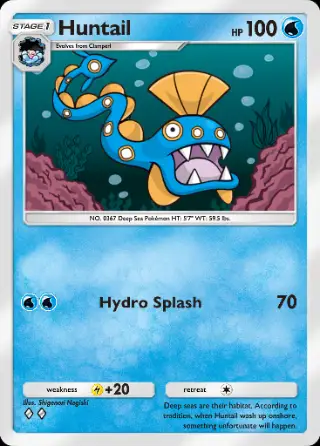 STAGE 1 Huntail HP 100
Evolves from Clamperl
NO. 0367 Deep Sea Pokémon HT: 5'7" WT: 59.5 lbs.
Hydro Splash 70
weakness +20 retreat
Illus. Shigenori Negishi
Deep seas are their habitat. According to
tradition, when Huntail wash up onshore,
something unfortunate will happen.